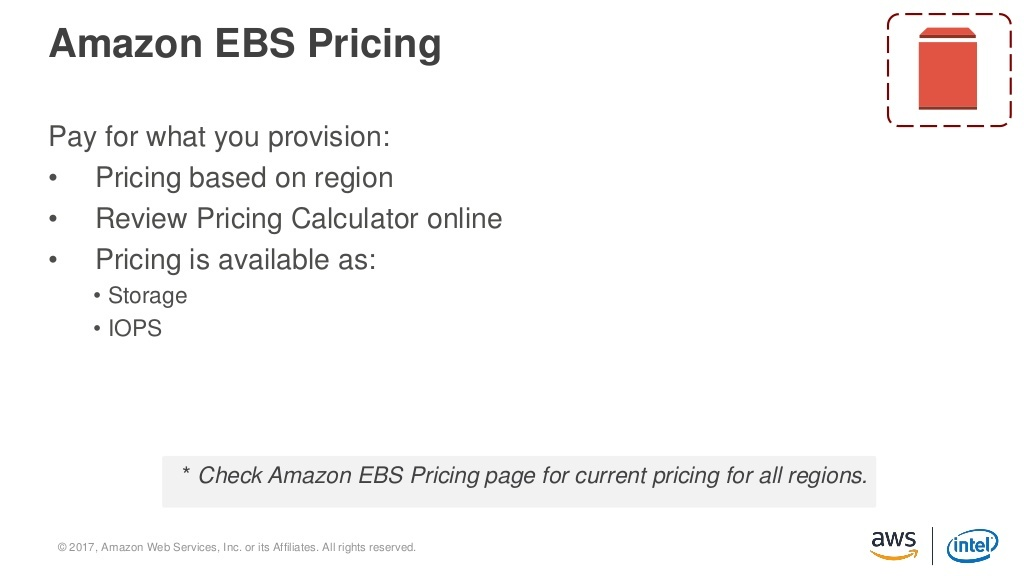 Amazon EBS Pricing
Pay for what you provision:
• Pricing based on region
• Review Pricing Calculator online
• Pricing is available as:
• Storage
• IOPS
* Check Amazon EBS Pricing page for current pricing for all regions.
© 2017, Amazon Web Services, Inc. or its Affiliates. All rights reserved.
aws
intel